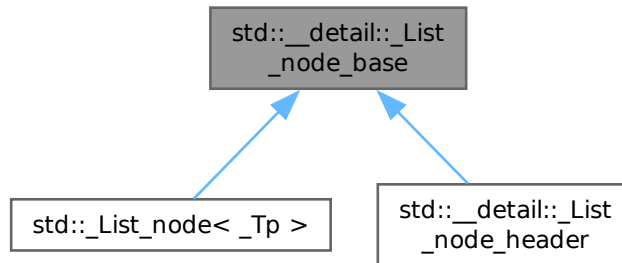 std::__detail::_List
_node_base
std::_List_node< _Tp >
std::__detail::_List
_node_header